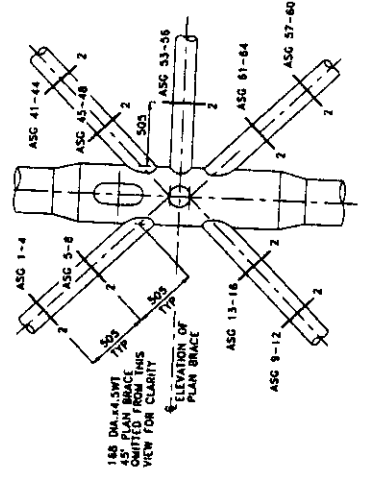 ASG 41-44
ASG 45-48
2
2
505
ASG 53-56
2
ASG 61-64
2
ASG 57-60
2
ASG 1-4
2
ASG 5-8
2
505
TYP
505
TYP
168 DIA.x4.5WT
45° PLAN BRACE
OMITTED FROM THIS
VIEW FOR CLARITY
ELEVATION OF
PLAN BRACE
ASG 13-16
2
ASG 9-12
2